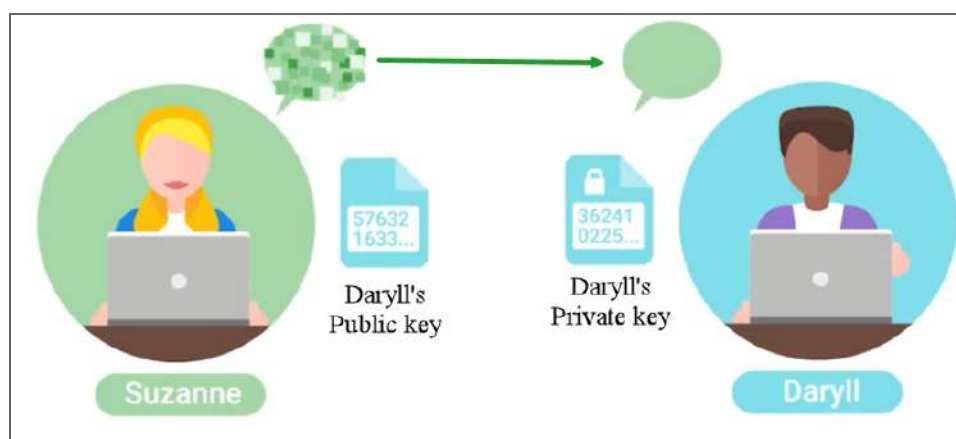 57632
1633...
Daryll's
Public key
36241
0225...
Daryll's
Private key
Suzanne
Daryll